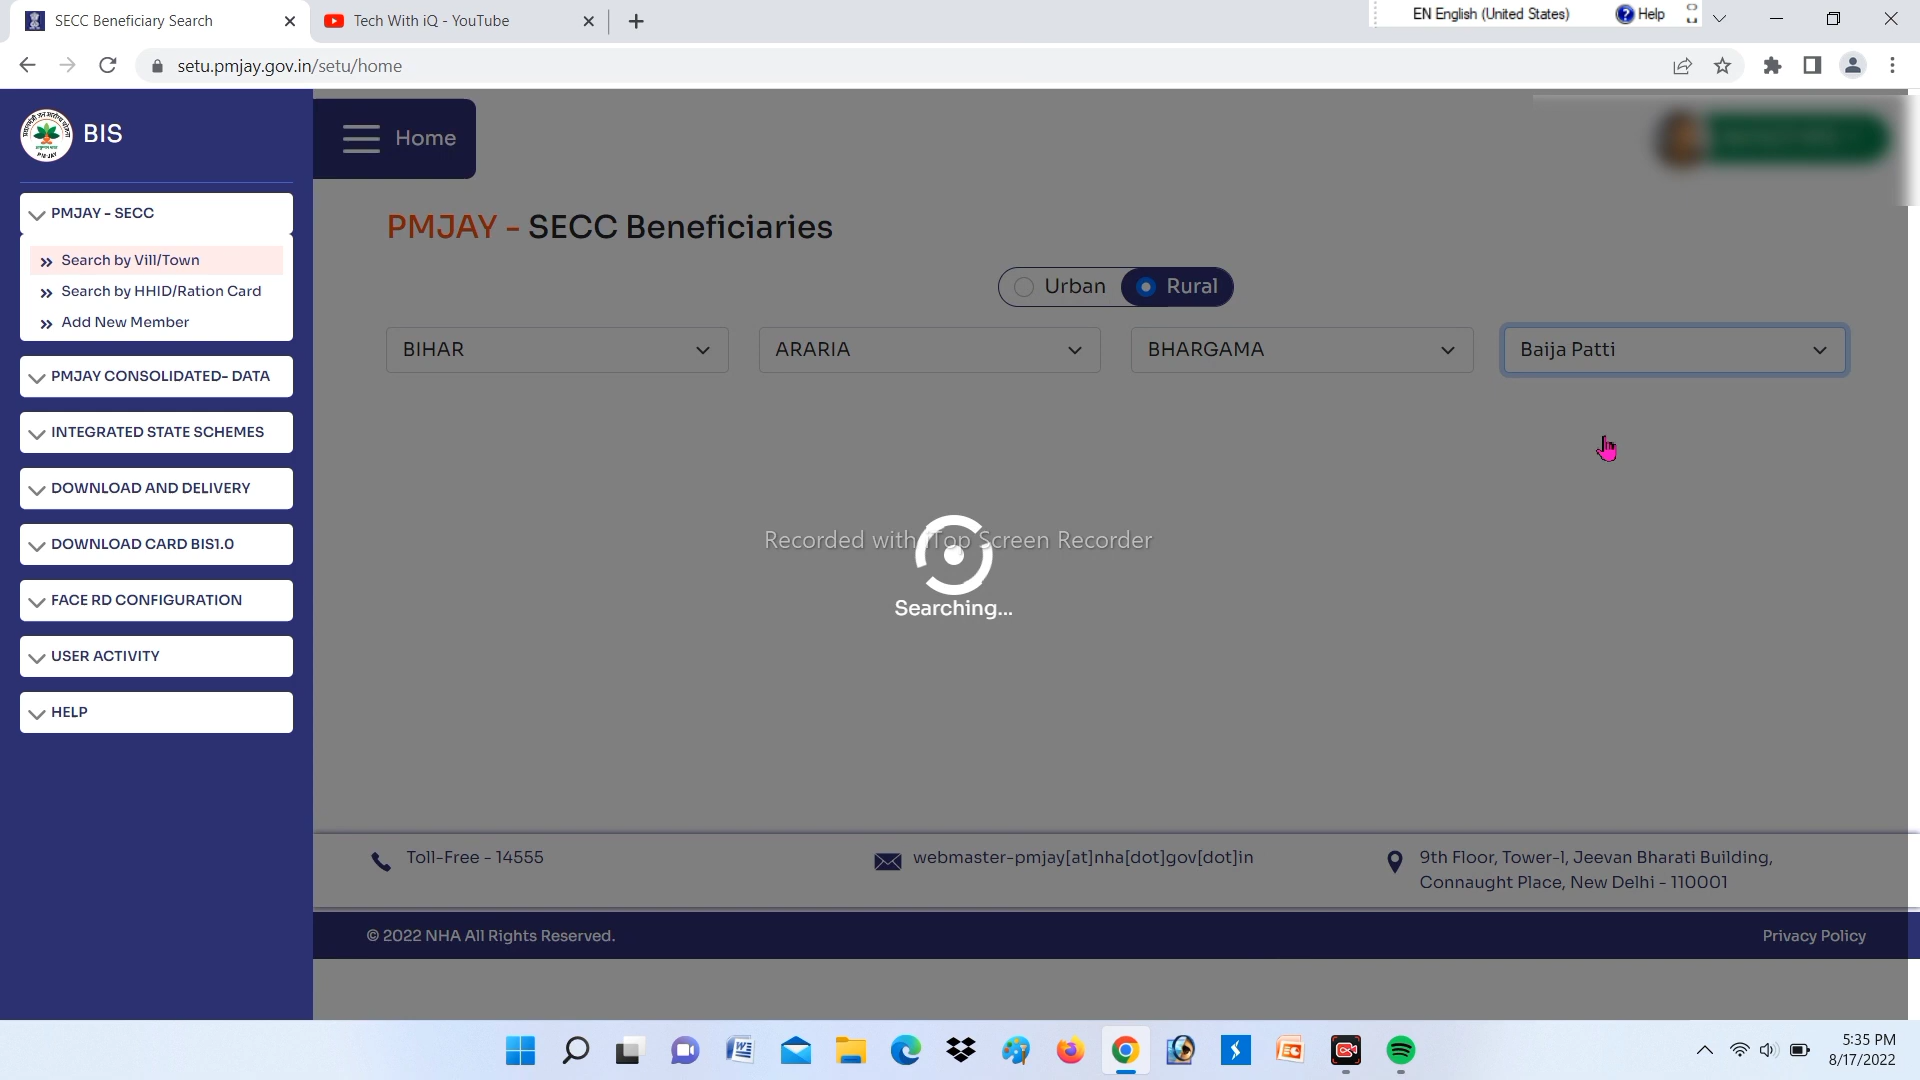 SECC Beneficiary Search
Tech With iQ - YouTube
EN English (United States)
Help
setu.pmjay.gov.in/setu/home
BIS
Home
PMJAY - SECC
Search by Vill/Town
Search by HHID/Ration Card
Add New Member
PMJAY CONSOLIDATED- DATA
INTEGRATED STATE SCHEMES
DOWNLOAD AND DELIVERY
DOWNLOAD CARD BIS1.0
FACE RD CONFIGURATION
USER ACTIVITY
HELP
PMJAY - SECC Beneficiaries
Urban
Rural
BIHAR
ARARIA
BHARGAMA
Baija Patti
Recorded with iTop Screen Recorder
Searching...
Toll-Free - 14555
webmaster-pmjay[at]nha[dot]gov[dot]in
9th Floor, Tower-l, Jeevan Bharati Building,
Connaught Place, New Delhi - 110001
© 2022 NHA All Rights Reserved.
Privacy Policy
5:35 PM
8/17/2022